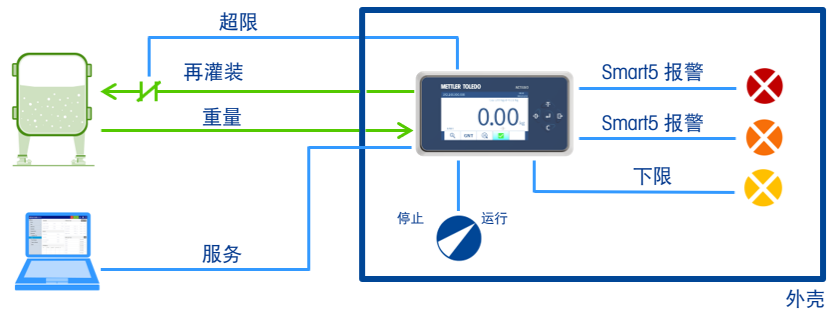 超限
再灌装
重量
服务
METTLER TOLEDO
0.00
Smart5 报警
Smart5 报警
下限
停止
运行
外壳